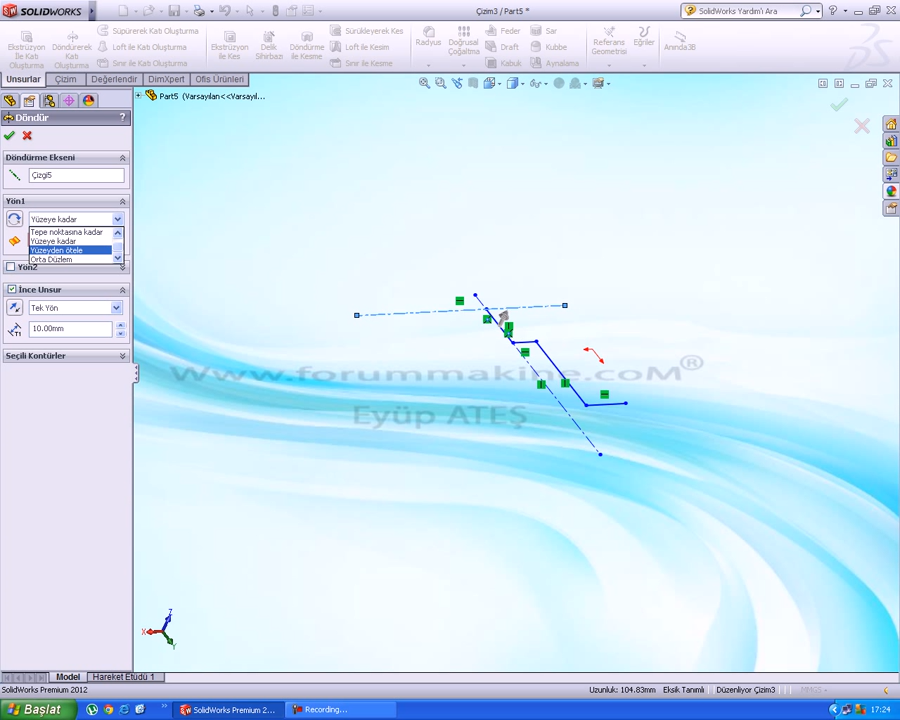 SOLIDWORKS
Çizim3 / Part5 *
SolidWorks Yardım'ı Ara
Ekstrüzyon İle Katı Oluşturma
Döndürerek Katı Oluşturma
Süpürerek Katı Oluşturma
Loft ile Katı Oluşturma
Sınır ile Katı Oluşturma
Ekstrüzyon ile Kes
Delik Sihirbazı
Döndürme ile Kesme
Sürükleyerek Kes
Loft ile Kesim
Sınır ile Kesme
Radyus
Doğrusal Çoğaltma
Feder
Draft
Kabuk
Sar
Kubbe
Aynalama
Referans Geometrisi
Eğriler
Anında3B
Unsurlar
Çizim
Değerlendir
DimXpert
Ofis Ürünleri
Part5 (Varsayılan<<Varsayıl...
Döndür
?
Döndürme Ekseni
Çizgi5
Yön1
Yüzeye kadar
Tepe noktasına kadar
Yüzeye kadar
Yüzeyden ötele
Orta Düzlem
Yön2
İnce Unsur
Tek Yön
T1
10.00mm
Seçili Kontürler
www.forummakine.coM®
Eyüp ATEŞ
Z
X
Y
Model
Hareket Etüdü 1
SolidWorks Premium 2012
Uzunluk: 104.83mm
Eksik Tanımlı
Düzenliyor Çizim3
MMGS
Başlat
SolidWorks Premium 2...
Recording...
17:24